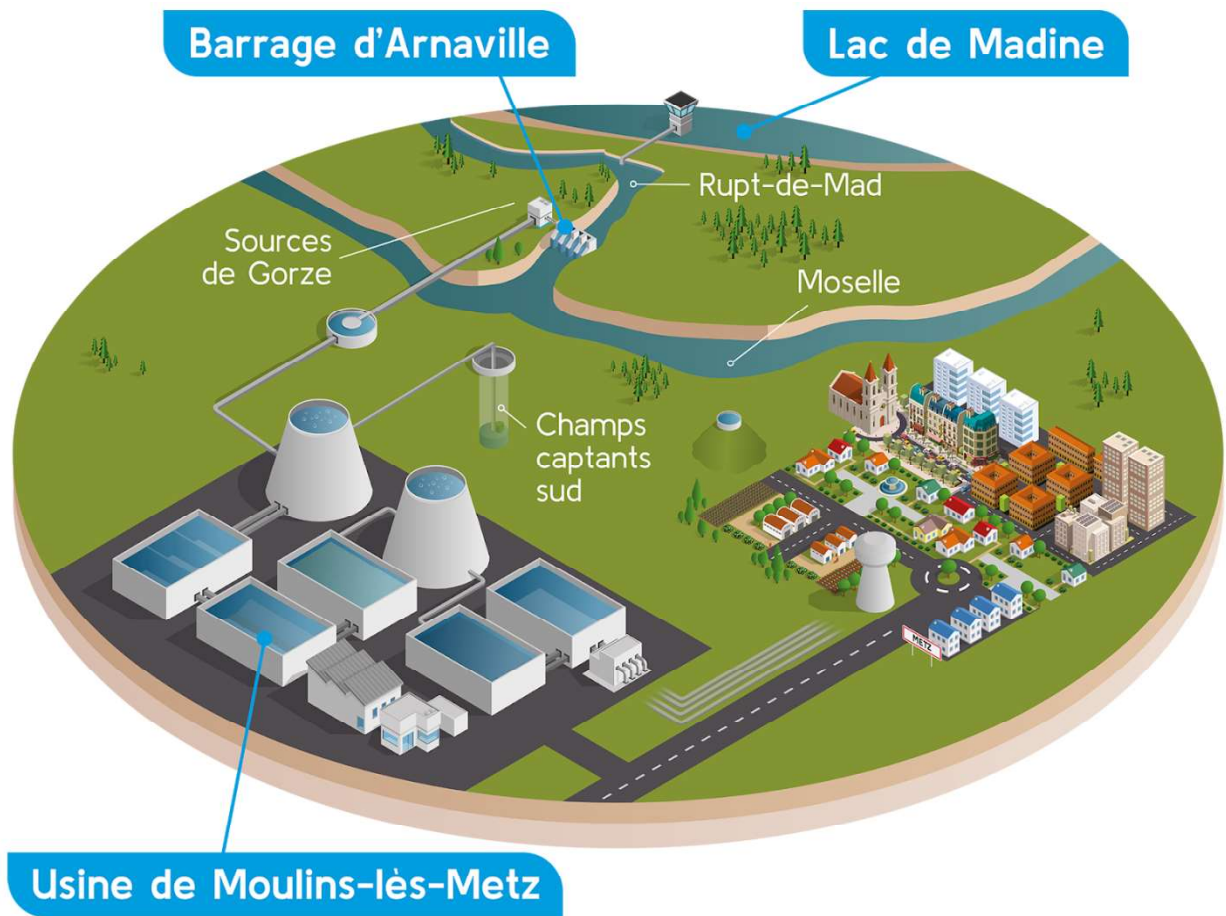 Barrage d'Arnaville
Lac de Madine
Rupt-de-Mad
Sources
de Gorze
Moselle
Champs
captants
sud
METZ
Usine de Moulins-lès-Metz